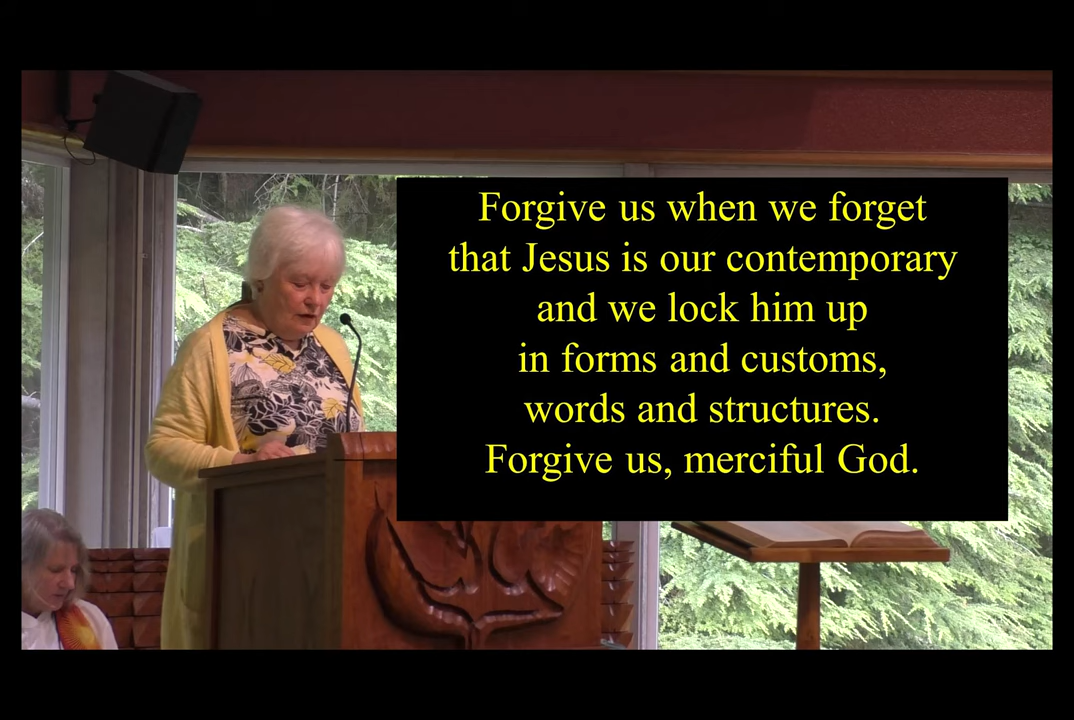 Forgive us when we forget
that Jesus is our contemporary
and we lock him up
in forms and customs,
words and structures.
Forgive us, merciful God.